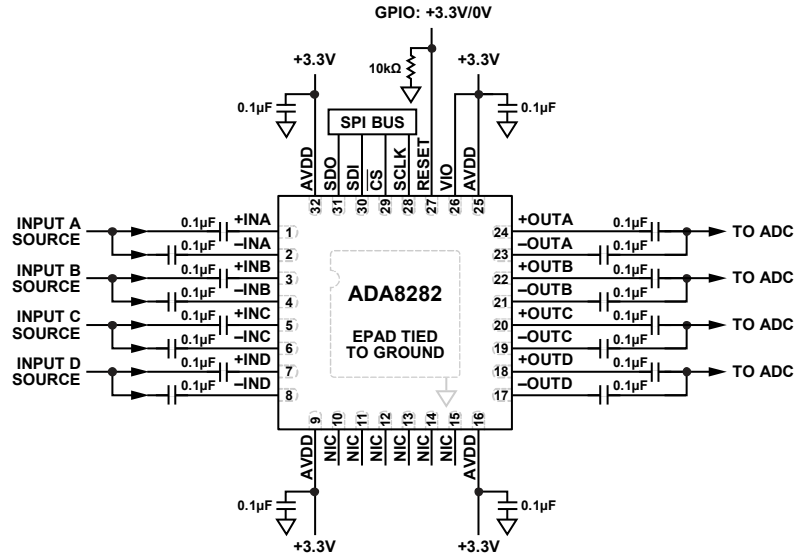 GPIO: +3.3V/0V
+3.3V
10kΩ
+3.3V
0.1µF
0.1µF
SPI BUS
AVDD
SDO
SDI
CS
SCLK
RESET
VIO
AVDD
32
31
30
29
28
27
26
25
INPUT A
SOURCE
0.1µF
+INA
1
0.1µF
–INA
2
INPUT B
SOURCE
0.1µF
+INB
3
0.1µF
–INB
4
INPUT C
SOURCE
0.1µF
+INC
5
0.1µF
–INC
6
INPUT D
SOURCE
0.1µF
+IND
7
0.1µF
–IND
8
ADA8282
EPAD TIED
TO GROUND
24
+OUTA
0.1µF
TO ADC
23
–OUTA
0.1µF
22
+OUTB
0.1µF
TO ADC
21
–OUTB
0.1µF
20
+OUTC
0.1µF
TO ADC
19
–OUTC
0.1µF
18
+OUTD
0.1µF
TO ADC
17
–OUTD
0.1µF
9
10
11
12
13
14
15
16
AVDD
NIC
NIC
NIC
NIC
NIC
NIC
AVDD
0.1µF
0.1µF
+3.3V
+3.3V